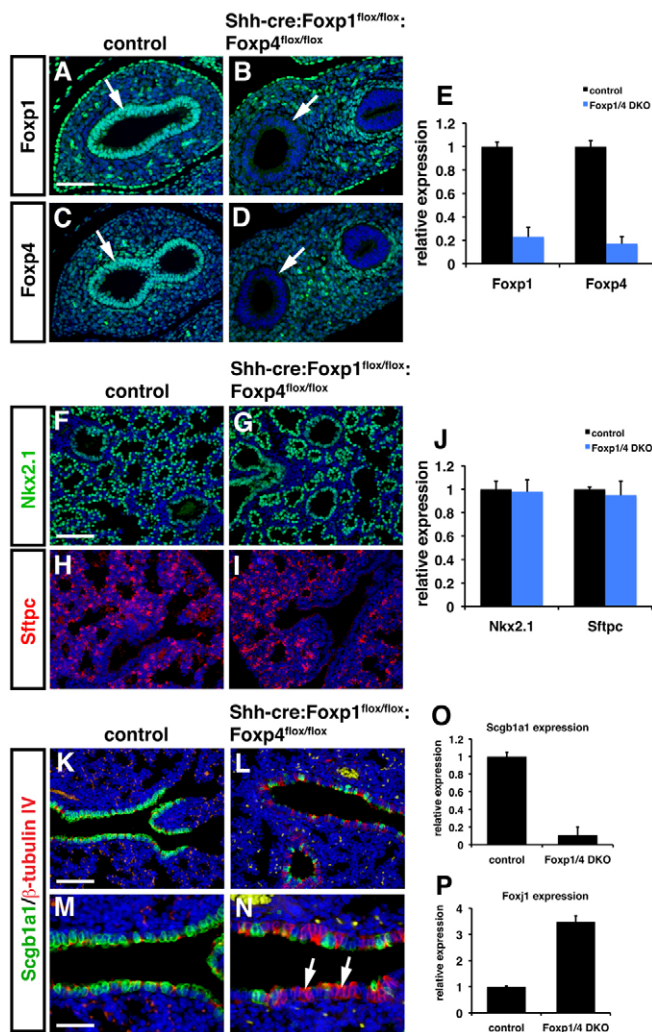 Shh-cre:Foxp1flox/flox:
control Foxp4flox/flox
A B
Foxp1
C D
Foxp4
E
control
Foxp1/4 DKO
relative expression
1.2
1
0.8
0.6
0.4
0.2
0
Foxp1 Foxp4
Shh-cre:Foxp1flox/flox:
control Foxp4flox/flox
F G
Nkx2.1
H I
Sftpc
J
control
Foxp1/4 DKO
relative expression
1.2
1
0.8
0.6
0.4
0.2
0
Nkx2.1 Sftpc
Shh-cre:Foxp1flox/flox:
control Foxp4flox/flox
K L
M N
Scgb1a1/β-tubulin IV
O
Scgb1a1 expression
relative expression
1.2
1
0.8
0.6
0.4
0.2
0
control Foxp1/4 DKO
P
Foxj1 expression
relative expression
4
3
2
1
0
control Foxp1/4 DKO